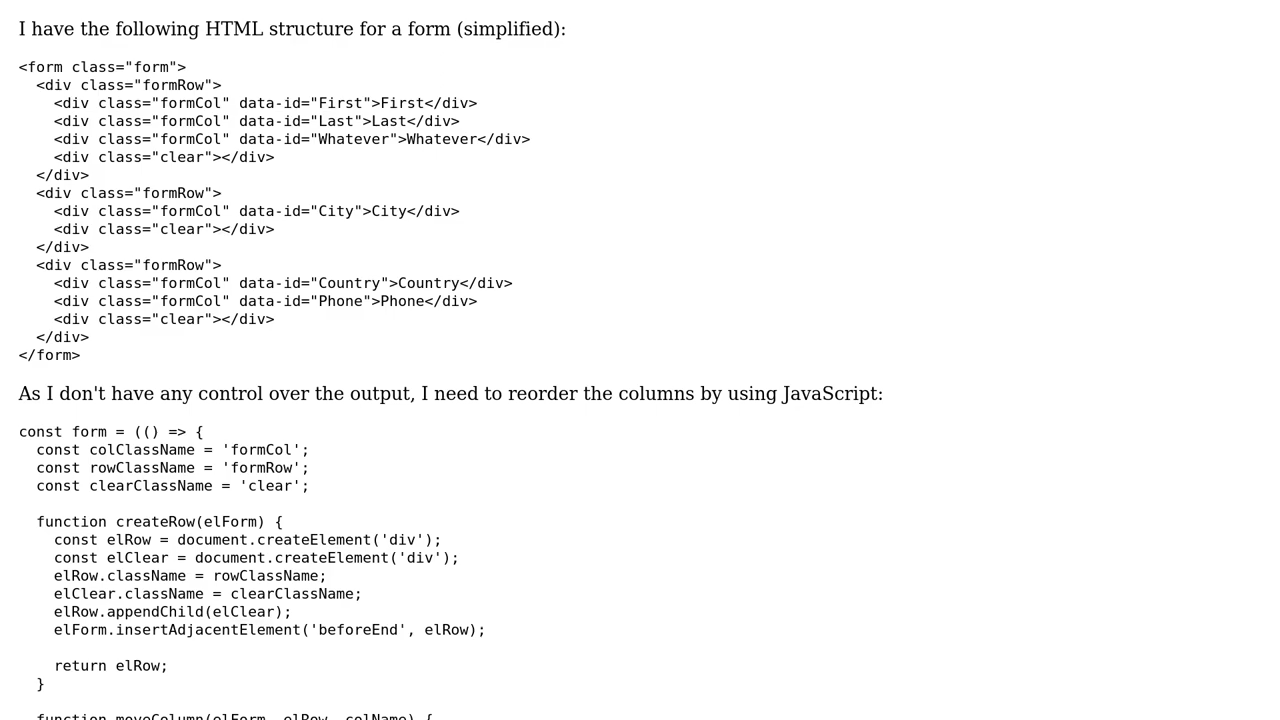 I have the following HTML structure for a form (simplified):
<form class="form">
  <div class="formRow">
    <div class="formCol" data-id="First">First</div>
    <div class="formCol" data-id="Last">Last</div>
    <div class="formCol" data-id="Whatever">Whatever</div>
    <div class="clear"></div>
  </div>
  <div class="formRow">
    <div class="formCol" data-id="City">City</div>
    <div class="clear"></div>
  </div>
  <div class="formRow">
    <div class="formCol" data-id="Country">Country</div>
    <div class="formCol" data-id="Phone">Phone</div>
    <div class="clear"></div>
  </div>
</form>
As I don't have any control over the output, I need to reorder the columns by using JavaScript:
const form = (() => {
  const colClassName = 'formCol';
  const rowClassName = 'formRow';
  const clearClassName = 'clear';

  function createRow(elForm) {
    const elRow = document.createElement('div');
    const elClear = document.createElement('div');
    elRow.className = rowClassName;
    elClear.className = clearClassName;
    elRow.appendChild(elClear);
    elForm.insertAdjacentElement('beforeEnd', elRow);

    return elRow;
  }

  function moveColumn(elForm, elRow, colName) {